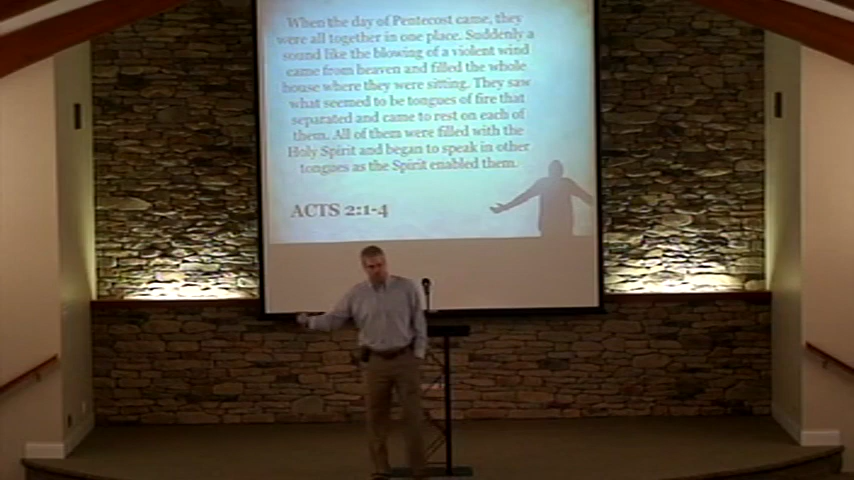 When the day of Pentecost came, they
were all together in one place. Suddenly a
sound like the blowing of a violent wind
came from heaven and filled the whole
house where they were sitting. They saw
what seemed to be tongues of fire that
separated and came to rest on each of
them. All of them were filled with the
Holy Spirit and began to speak in other
tongues as the Spirit enabled them.
ACTS 2:1-4